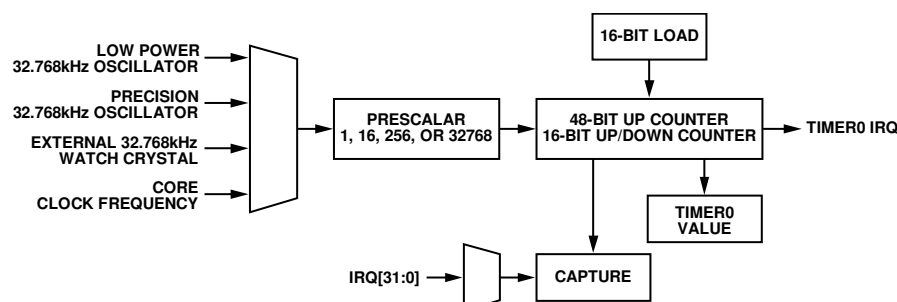 LOW POWER
32.768kHz OSCILLATOR
PRECISION
32.768kHz OSCILLATOR
EXTERNAL 32.768kHz
WATCH CRYSTAL
CORE
CLOCK FREQUENCY
PRESCALAR
1, 16, 256, OR 32768
16-BIT LOAD
48-BIT UP COUNTER
16-BIT UP/DOWN COUNTER
TIMER0 IRQ
TIMER0
VALUE
IRQ[31:0]
CAPTURE